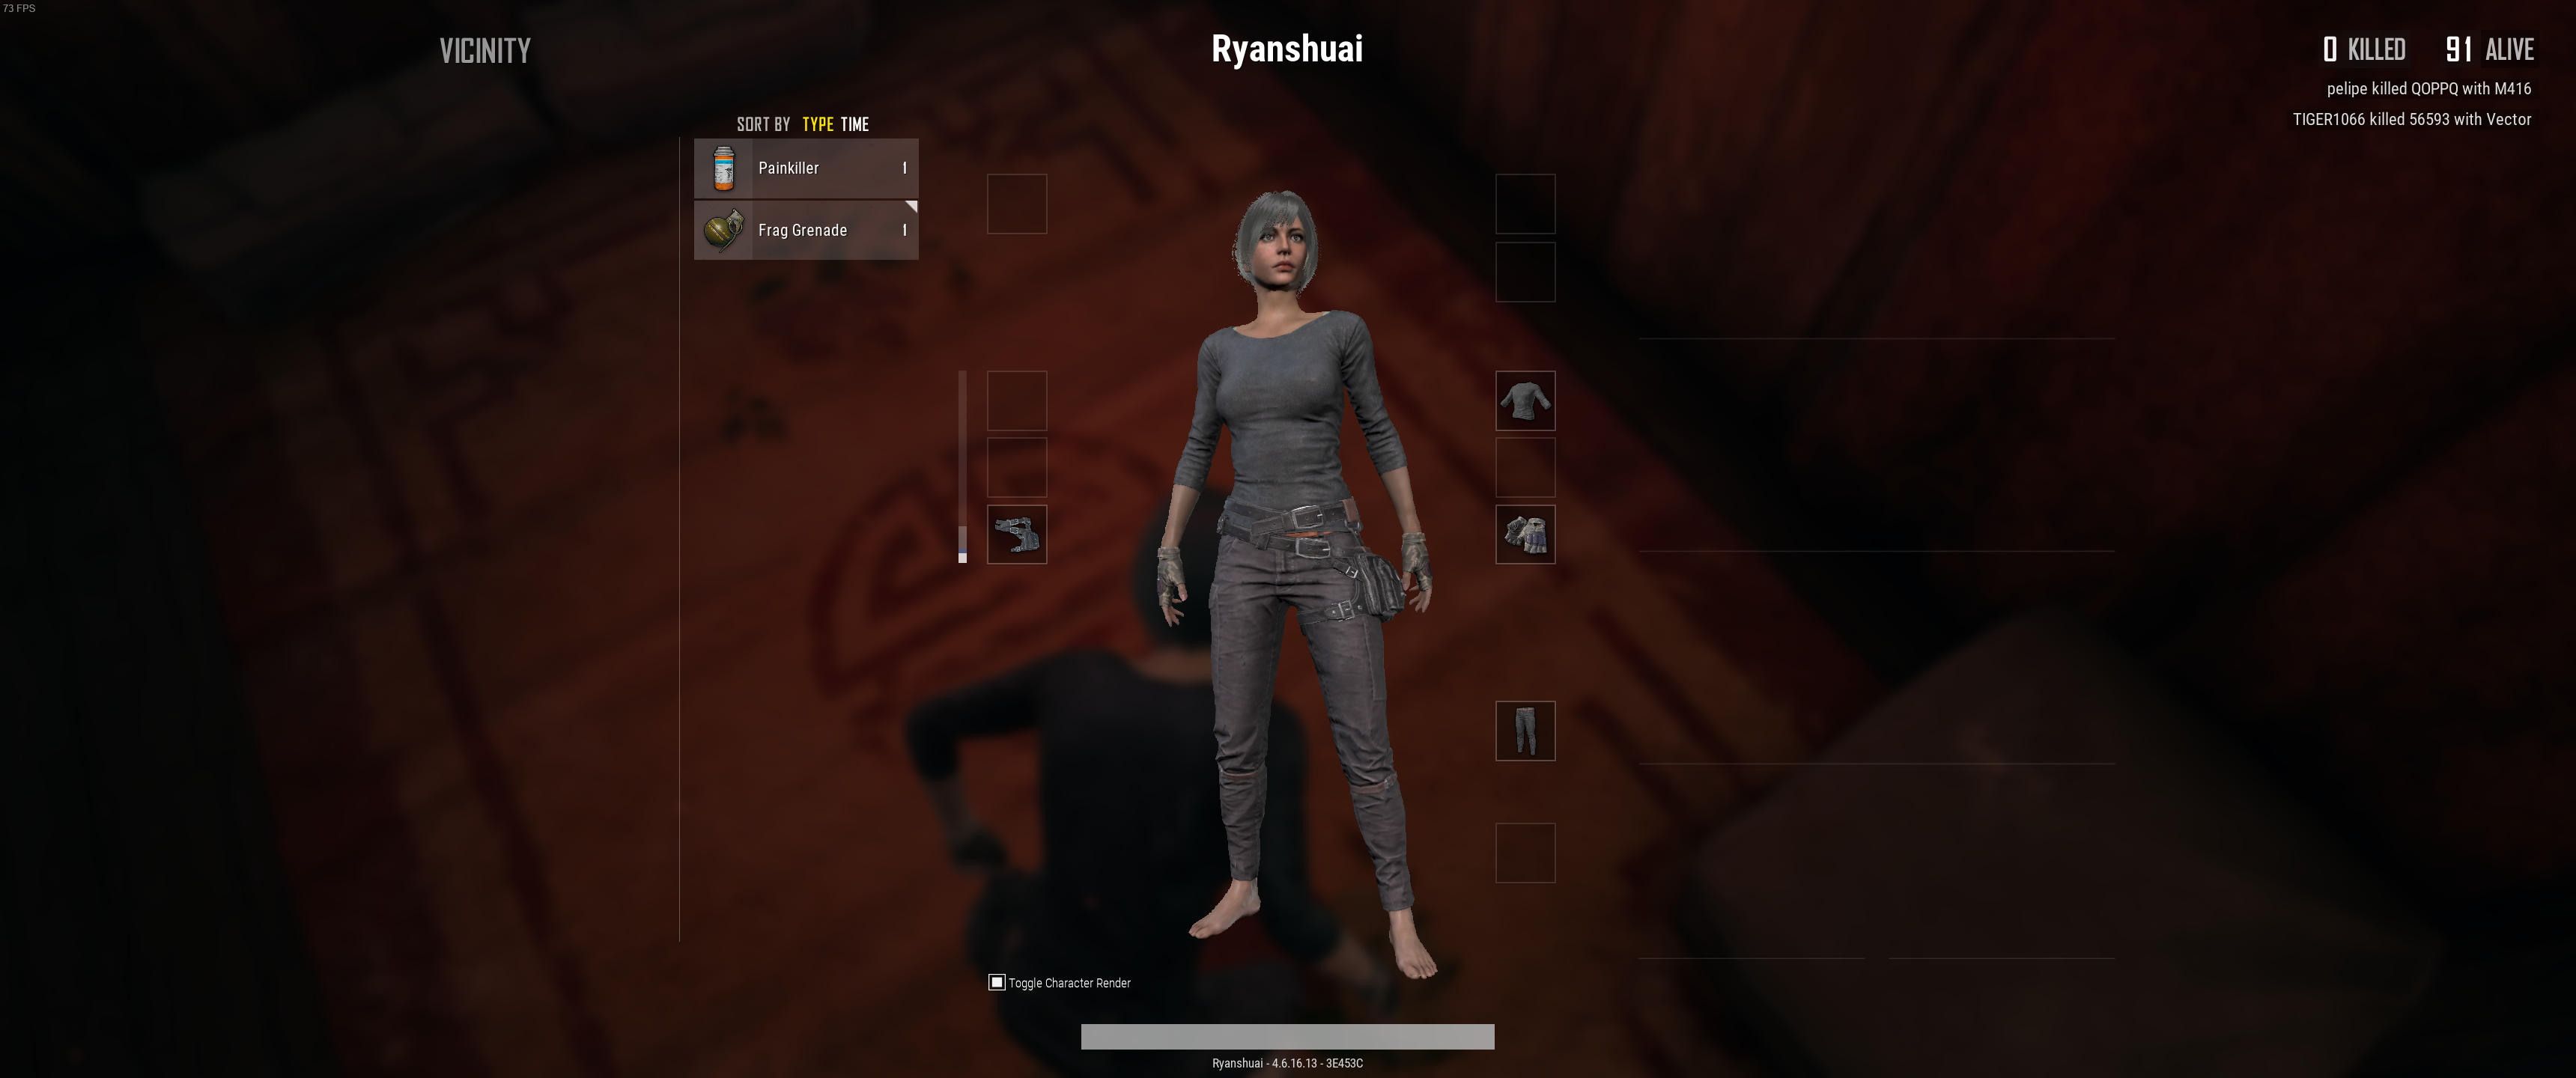 73 FPS
VICINITY
Ryanshuai
0 KILLED 91 ALIVE
pelipe killed QOPPQ with M416
TIGER1066 killed 56593 with Vector
SORT BY TYPE TIME
Painkiller 1
Frag Grenade 1
Toggle Character Render
Ryanshuai - 4.6.16.13 - 3E453C